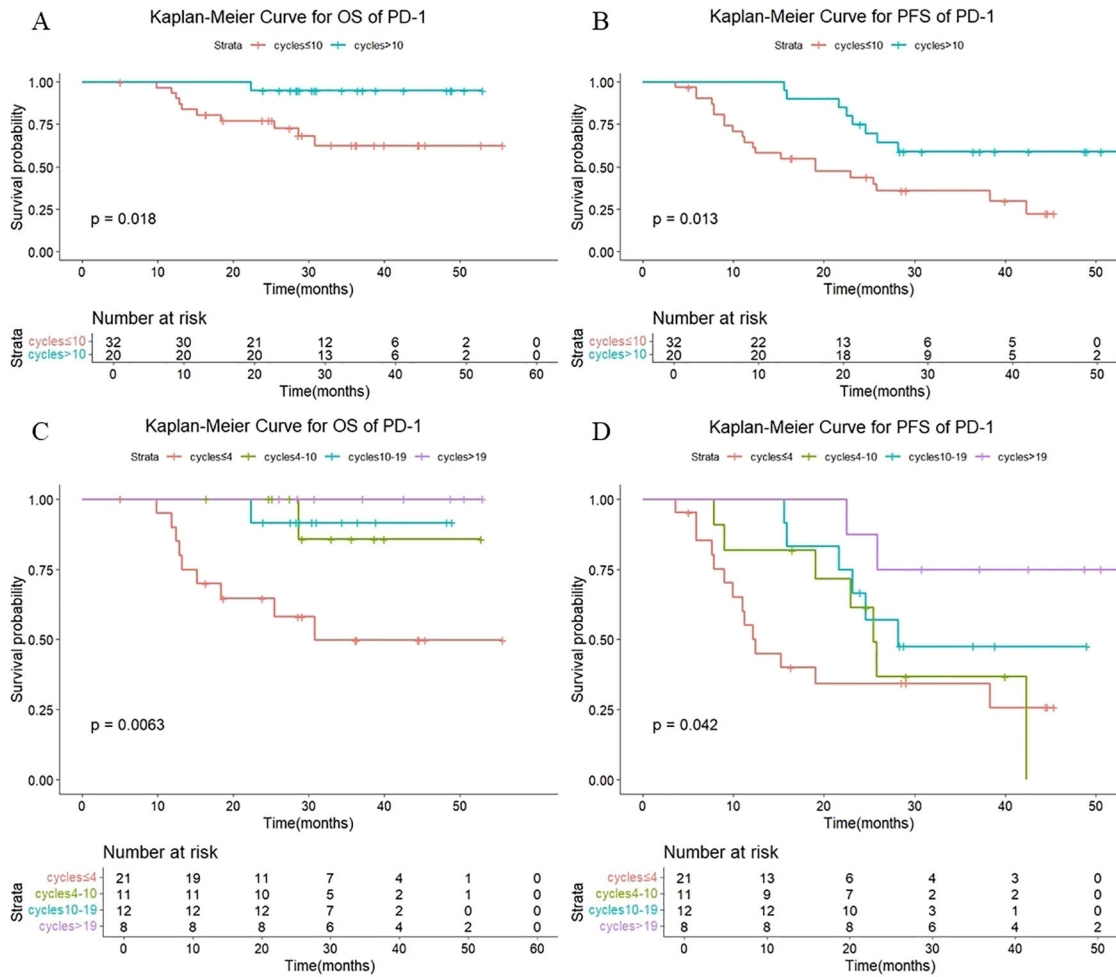 A
Kaplan-Meier Curve for OS of PD-1
Strata cycles≤10 cycles>10
Survival probability
1.00
0.75
0.50
0.25
0.00
p = 0.018
0 10 20 30 40 50
Time(months)
Number at risk
Strata
cycles≤10 32 30 21 12 6 2 0
cycles>10 20 20 20 13 6 2 0
0 10 20 30 40 50 60
Time(months)
B
Kaplan-Meier Curve for PFS of PD-1
Strata cycles≤10 cycles>10
Survival probability
1.00
0.75
0.50
0.25
0.00
p = 0.013
0 10 20 30 40 50
Time(months)
Number at risk
Strata
cycles≤10 32 22 13 6 5 0
cycles>10 20 20 18 9 5 2
0 10 20 30 40 50
Time(months)
C
Kaplan-Meier Curve for OS of PD-1
Strata cycles≤4 cycles4-10 cycles10-19 cycles>19
Survival probability
1.00
0.75
0.50
0.25
0.00
p = 0.0063
0 10 20 30 40 50
Time(months)
Number at risk
Strata
cycles≤4 21 19 11 7 4 1 0
cycles4-10 11 11 10 5 2 1 0
cycles10-19 12 12 12 7 2 0 0
cycles>19 8 8 8 6 4 2 0
0 10 20 30 40 50 60
Time(months)
D
Kaplan-Meier Curve for PFS of PD-1
Strata cycles≤4 cycles4-10 cycles10-19 cycles>19
Survival probability
1.00
0.75
0.50
0.25
0.00
p = 0.042
0 10 20 30 40 50
Time(months)
Number at risk
Strata
cycles≤4 21 13 6 4 3 0
cycles4-10 11 9 7 2 2 0
cycles10-19 12 12 10 3 1 0
cycles>19 8 8 8 6 4 2
0 10 20 30 40 50
Time(months)